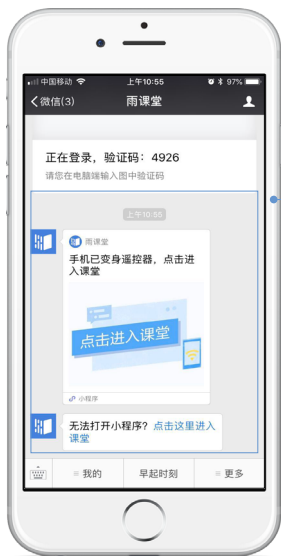 中国移动
上午10:55
97%
微信(3)
雨课堂
正在登录，验证码：4926
请您在电脑端输入图中验证码
上午10:55
雨课堂
手机已变身遥控器，点击进
入课堂
点击进入课堂
小程序
无法打开小程序？点击这里进入
课堂
我的
早起时刻
更多